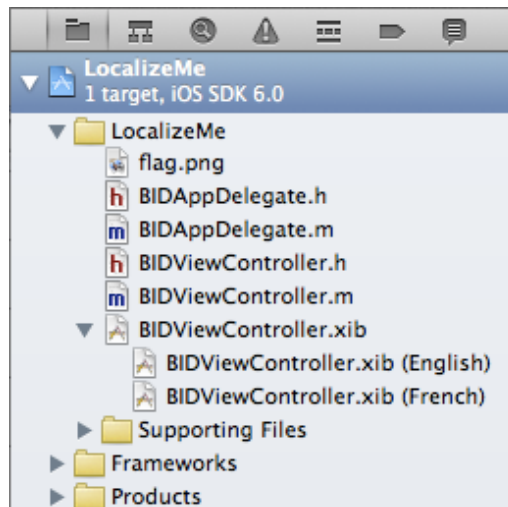 LocalizeMe
1 target, iOS SDK 6.0
LocalizeMe
flag.png
h BIDAppDelegate.h
m BIDAppDelegate.m
h BIDViewController.h
m BIDViewController.m
BIDViewController.xib
BIDViewController.xib (English)
BIDViewController.xib (French)
Supporting Files
Frameworks
Products